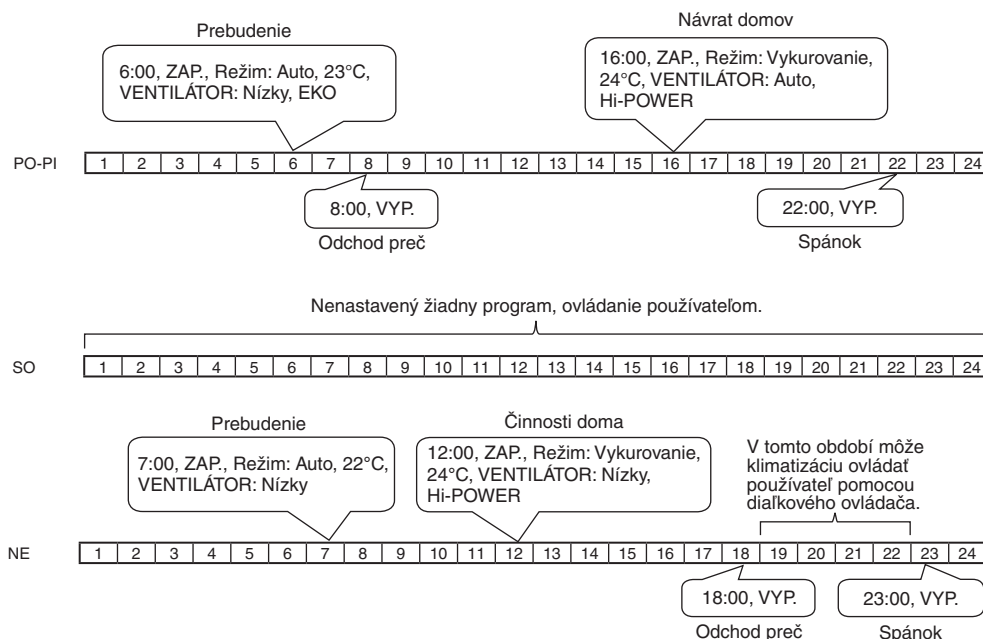 Prebudenie
6:00, ZAP., Režim: Auto, 23°C,
VENTILÁTOR: Nízky, EKO
Návrat domov
16:00, ZAP., Režim: Vykurovanie,
24°C, VENTILÁTOR: Auto,
Hi-POWER
PO-PI 1 2 3 4 5 6 7 8 9 10 11 12 13 14 15 16 17 18 19 20 21 22 23 24
8:00, VYP.
Odchod preč
22:00, VYP.
Spánok
Nenastavený žiadny program, ovládanie používateľom.
SO 1 2 3 4 5 6 7 8 9 10 11 12 13 14 15 16 17 18 19 20 21 22 23 24
Prebudenie
7:00, ZAP., Režim: Auto, 22°C,
VENTILÁTOR: Nízky
Činnosti doma
12:00, ZAP., Režim: Vykurovanie,
24°C, VENTILÁTOR: Nízky,
Hi-POWER
V tomto období môže
klimatizáciu ovládať
používateľ pomocou
diaľkového ovládača.
NE 1 2 3 4 5 6 7 8 9 10 11 12 13 14 15 16 17 18 19 20 21 22 23 24
18:00, VYP.
Odchod preč
23:00, VYP.
Spánok